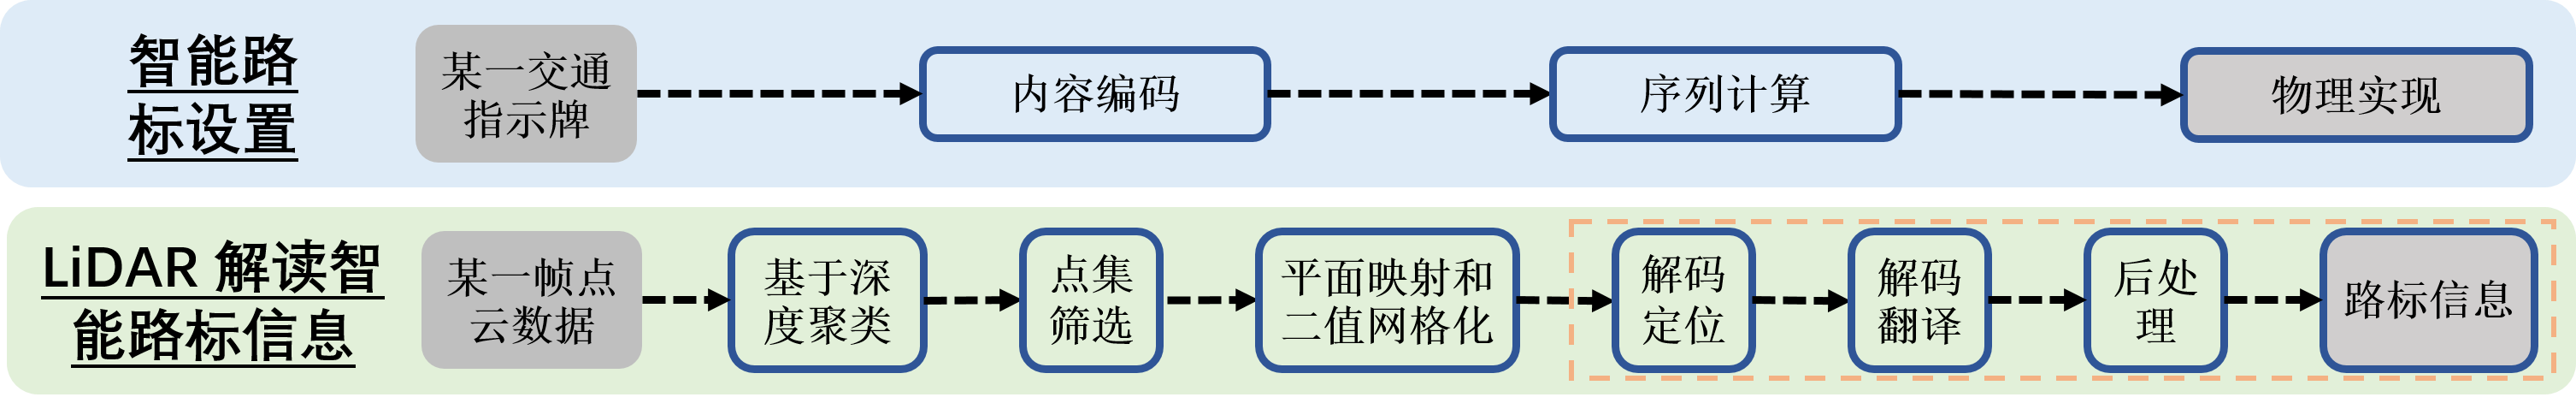 智能路
标设置
某一交通
指示牌
内容编码
序列计算
物理实现
LiDAR 解读智
能路标信息
某一帧点
云数据
基于深
度聚类
点集
筛选
平面映射和
二值网格化
解码
定位
解码
翻译
后处
理
路标信息